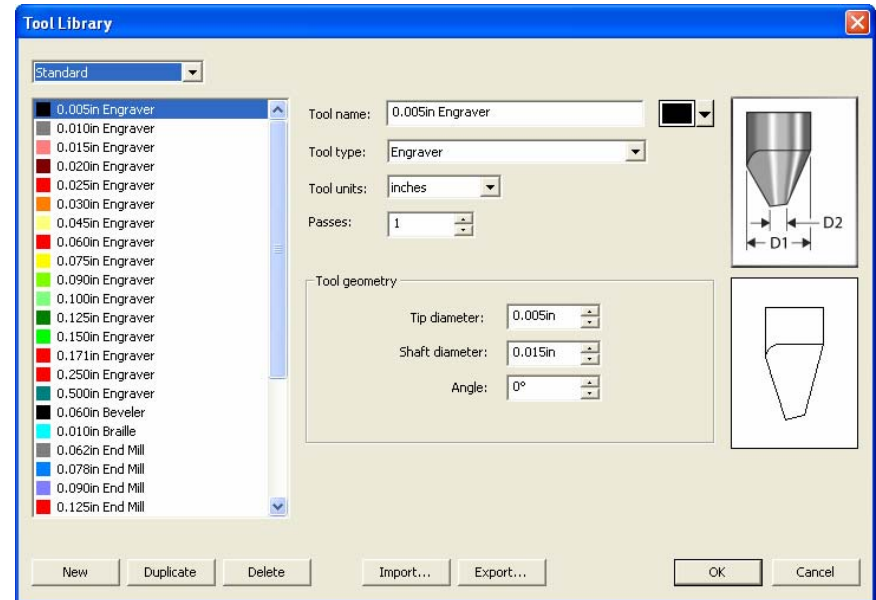 Tool Library
Standard
0.005in Engraver
0.010in Engraver
0.015in Engraver
0.020in Engraver
0.025in Engraver
0.030in Engraver
0.045in Engraver
0.060in Engraver
0.075in Engraver
0.090in Engraver
0.100in Engraver
0.125in Engraver
0.150in Engraver
0.171in Engraver
0.250in Engraver
0.500in Engraver
0.060in Beveler
0.010in Braille
0.062in End Mill
0.078in End Mill
0.090in End Mill
0.125in End Mill
Tool name: 0.005in Engraver
Tool type: Engraver
Tool units: inches
Passes: 1
Tool geometry
Tip diameter: 0.005in
Shaft diameter: 0.015in
Angle: 0°
D2
D1
New Duplicate Delete Import... Export... OK Cancel